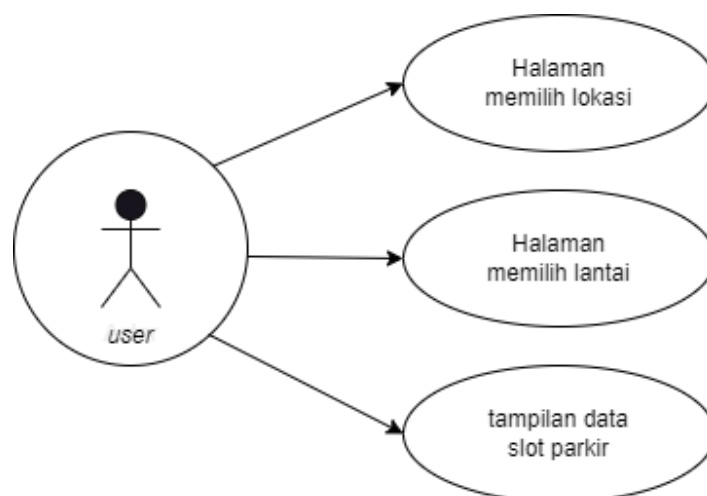 Halaman
memilih lokasi
Halaman
memilih lantai
user
tampilan data
slot parkir